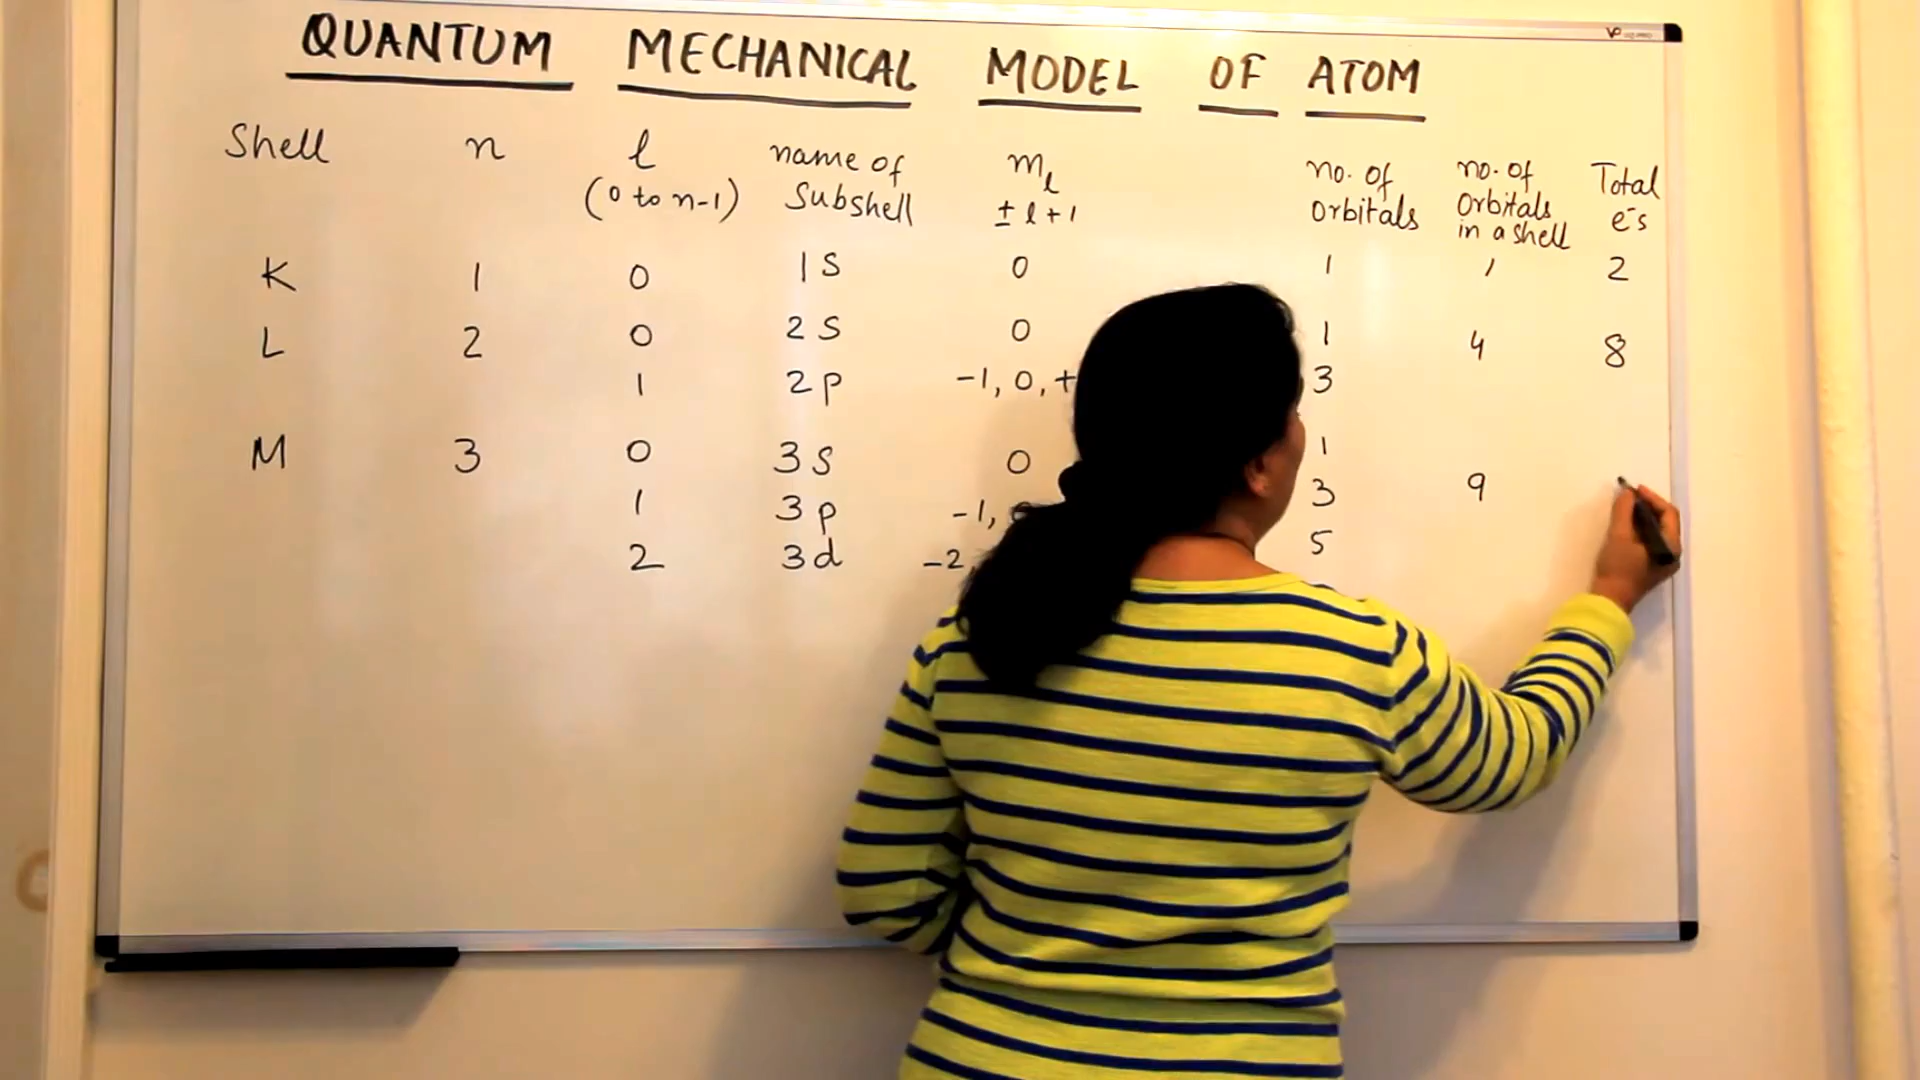 QUANTUM MECHANICAL MODEL OF ATOM
Shell n l name of mₗ no. of no. of Total
(0 to n-1) Subshell ± l + 1 orbitals Orbitals e⁻s
in a shell
K 1 0 1s 0 1 1 2
L 2 0 2s 0 1 4 8
1 2p -1, 0, + 3
M 3 0 3s 0 1
1 3p -1, 3 9
2 3d -2, 5